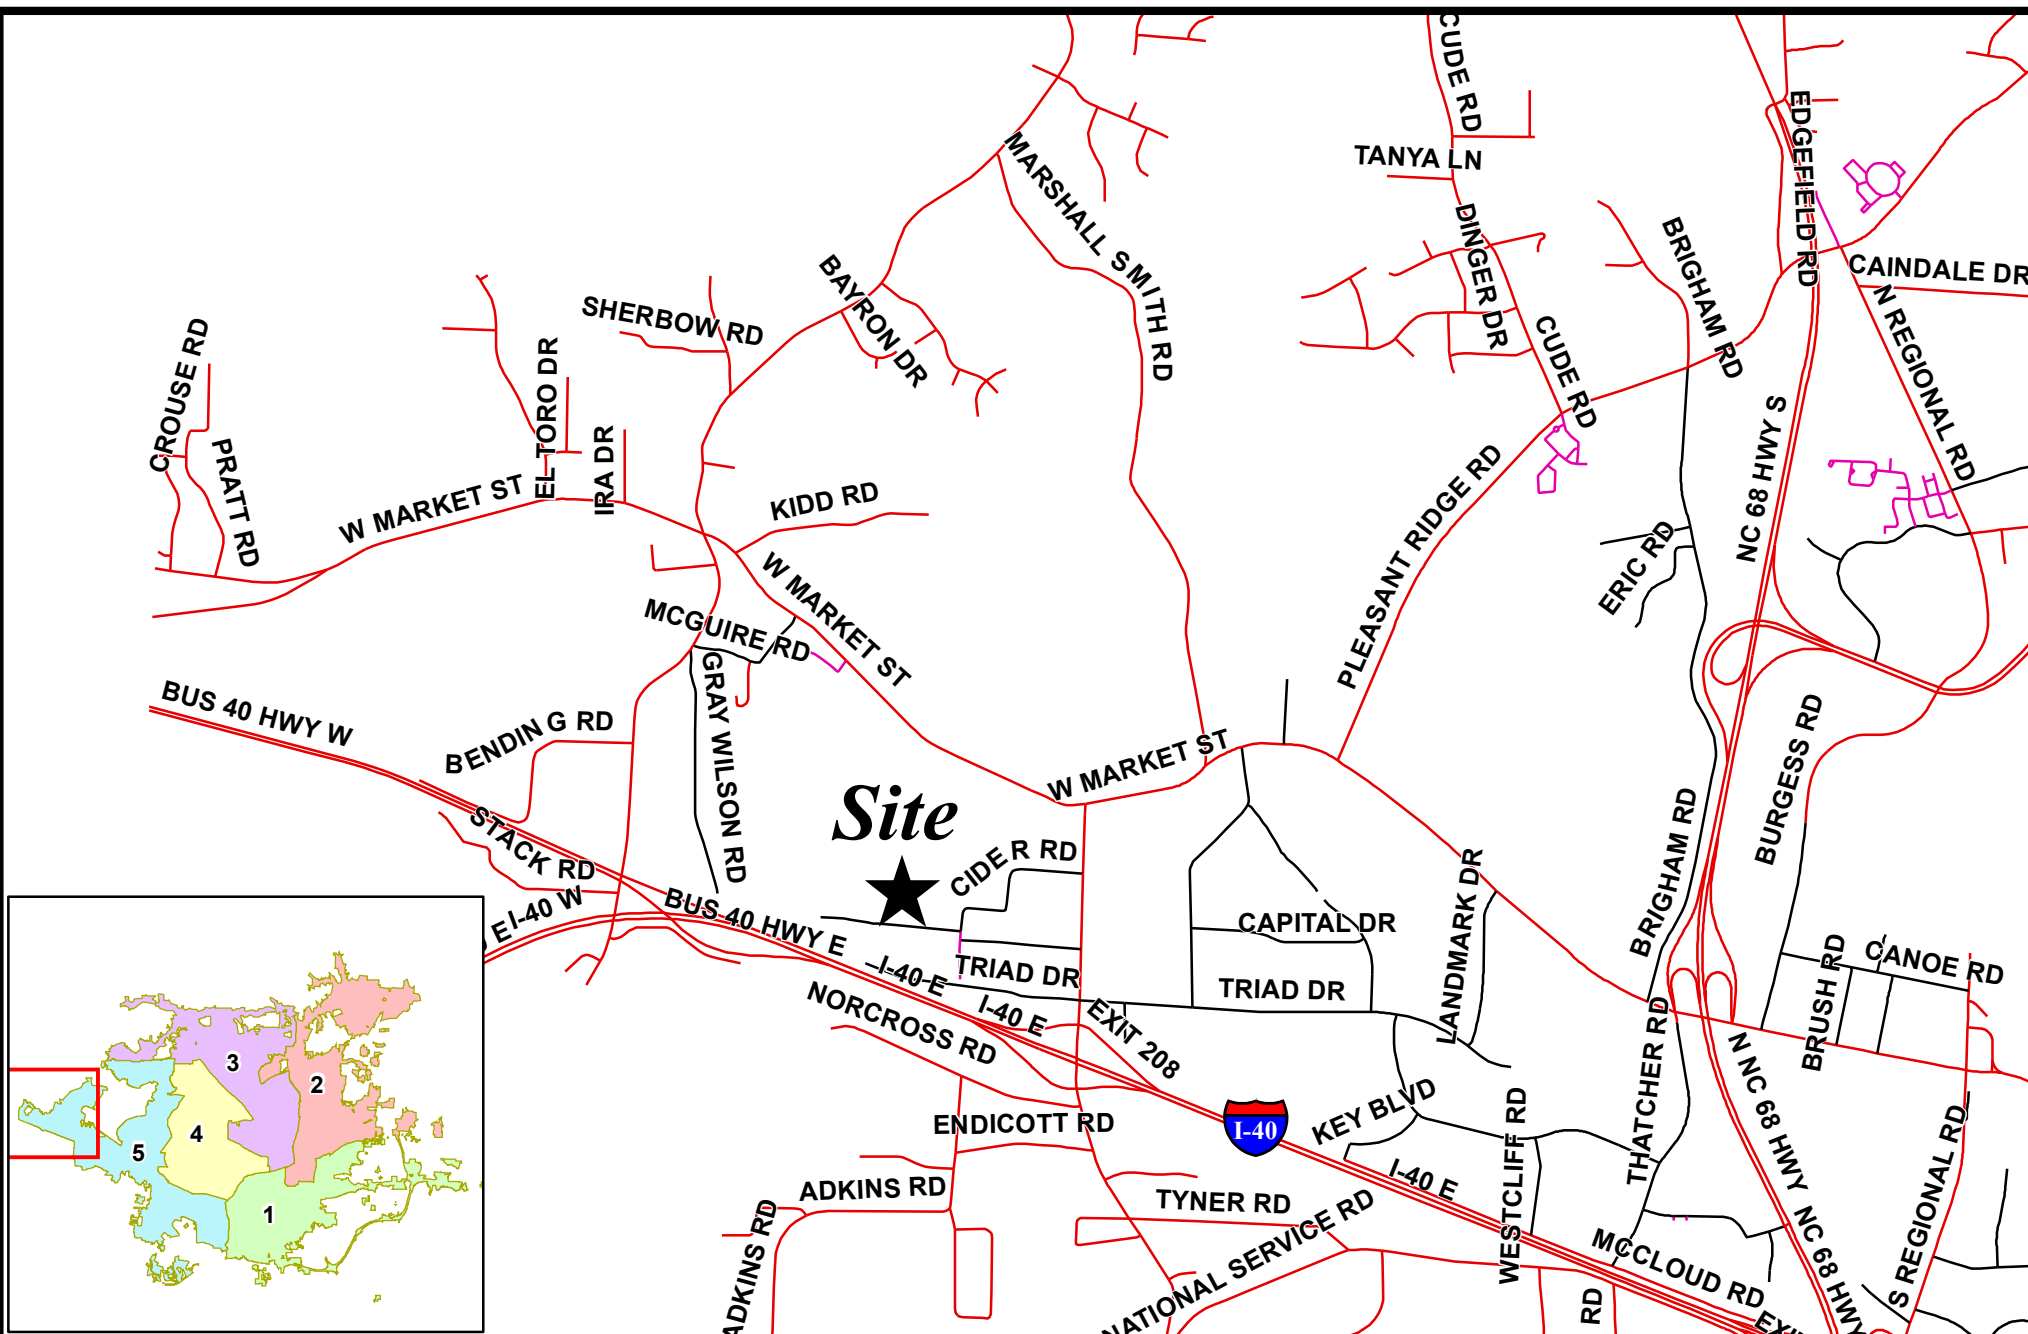 CUDE RD
EDGEFIELD RD
TANYA LN
MARSHALL SMITH RD
DINGER DR
BRIGHAM RD
CAINDALE DR
BAYRON DR
SHERBOW RD
N REGIONAL RD
CROUSE RD
EL TORO DR
CUDE RD
PRATT RD
IRA DR
NC 68 HWY S
W MARKET ST
KIDD RD
PLEASANT RIDGE RD
ERIC RD
W MARKET ST
MCGUIRE RD
GRAY WILSON RD
BUS 40 HWY W
BENDIN G RD
BURGESS RD
W MARKET ST
Site
STACK RD
CIDE R RD
BRIGHAM RD
LANDMARK DR
I-40 W
E
BUS 40 HWY E
CAPITAL DR
BRUSH RD
CANOE RD
I-40 E
TRIAD DR
TRIAD DR
NORCROSS RD
I-40 E
EXIT 208
THATCHER RD
N NC 68 HWY
3
2
4
5
1
I-40
KEY BLVD
ENDICOTT RD
WESTCLIFF RD
S REGIONAL RD
I-40 E
ADKINS RD
TYNER RD
ADKINS RD
NATIONAL SERVICE RD
MCCLOUD RD
NC 68 HWY
RD